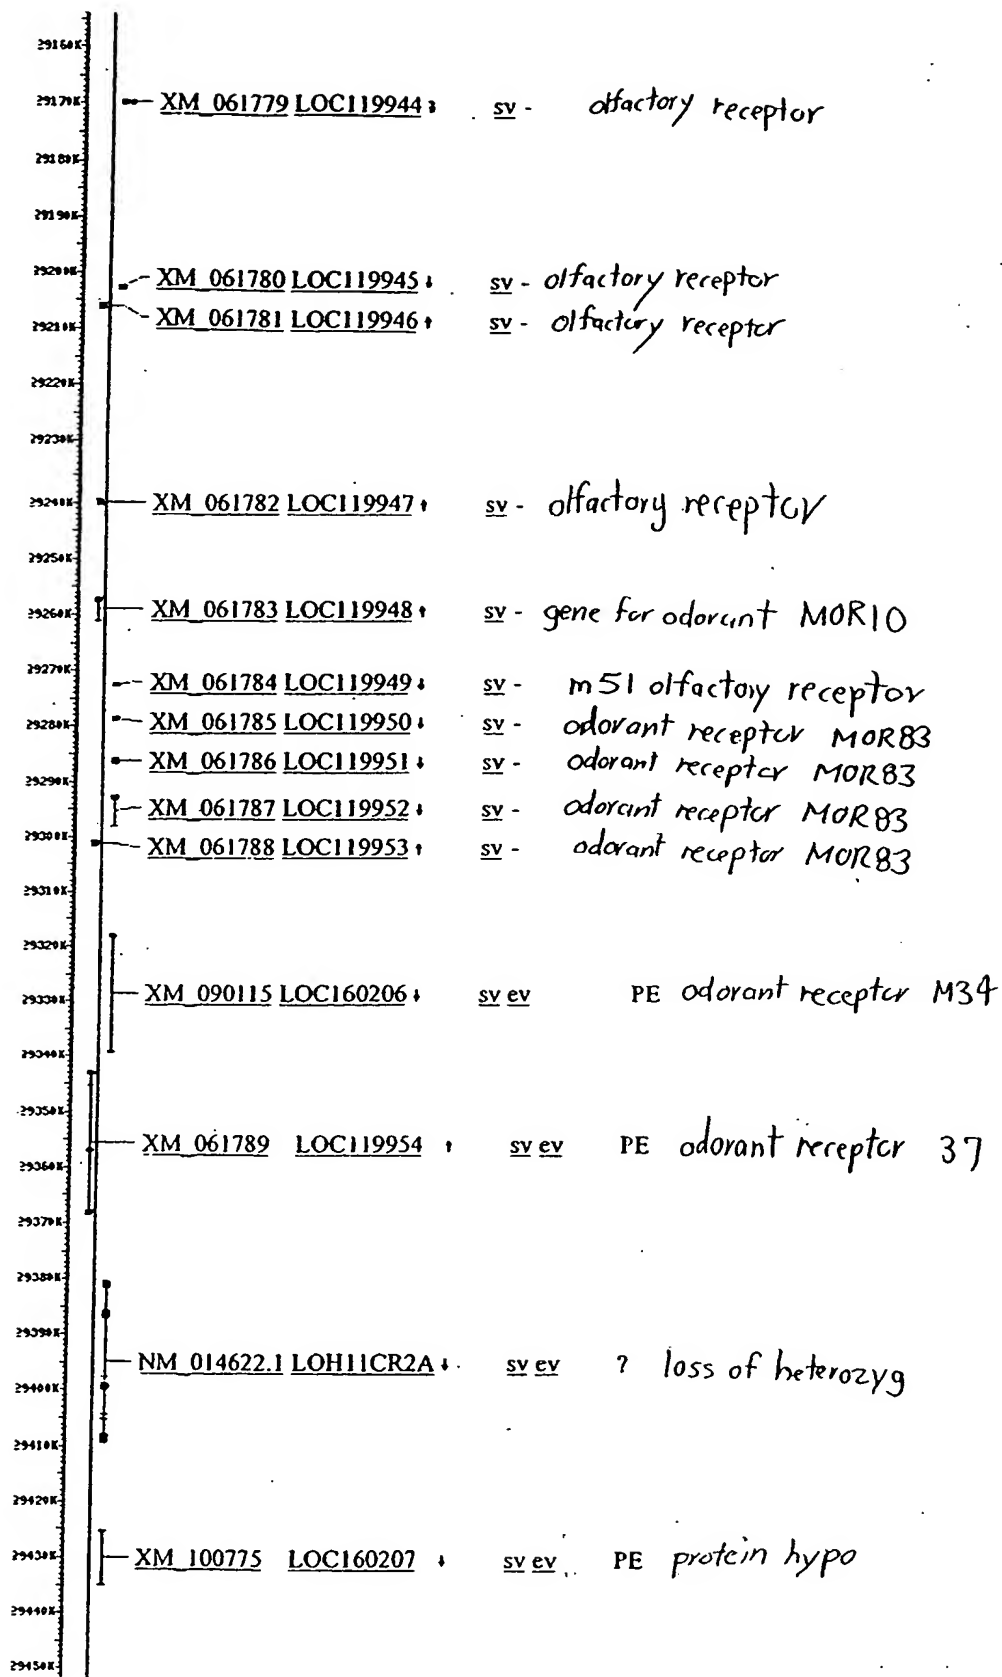 29160K
29170K
XM_061779 LOC119944 ↓ sv - olfactory receptor
29180K
29190K
29200K
XM_061780 LOC119945 ↓ sv - olfactory receptor
29210K
XM_061781 LOC119946 ↑ sv - olfactory receptor
29220K
29230K
29240K
XM_061782 LOC119947 ↑ sv - olfactory receptor
29250K
29260K
XM_061783 LOC119948 ↑ sv - gene for odorant MOR10
29270K
XM_061784 LOC119949 ↓ sv - m51 olfactory receptor
29280K
XM_061785 LOC119950 ↓ sv - odorant receptor MOR83
XM_061786 LOC119951 ↓ sv - odorant receptor MOR83
29290K
XM_061787 LOC119952 ↓ sv - odorant receptor MOR83
29300K
XM_061788 LOC119953 ↑ sv - odorant receptor MOR83
29310K
29320K
29330K
XM_090115 LOC160206 ↓ sv ev PE odorant receptor M34
29340K
29350K
XM_061789 LOC119954 ↑ sv ev PE odorant receptor 37
29360K
29370K
29380K
29390K
NM_014622.1 LOH11CR2A ↓ sv ev ? loss of heterozyg
29400K
29410K
29420K
29430K
XM_100775 LOC160207 ↓ sv ev PE protein hypo
29440K
29450K